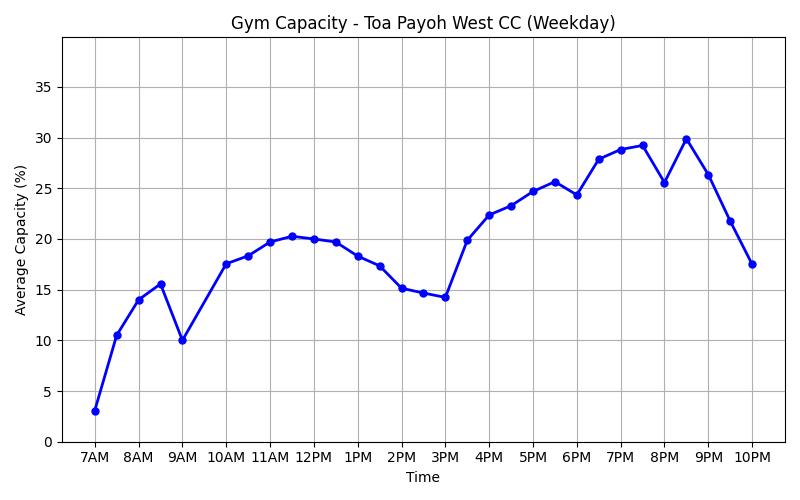 Gym Capacity - Toa Payoh West CC (Weekday)
Average Capacity (%)
35
30
25
20
15
10
5
0
7AM 8AM 9AM 10AM 11AM 12PM 1PM 2PM 3PM 4PM 5PM 6PM 7PM 8PM 9PM 10PM
Time